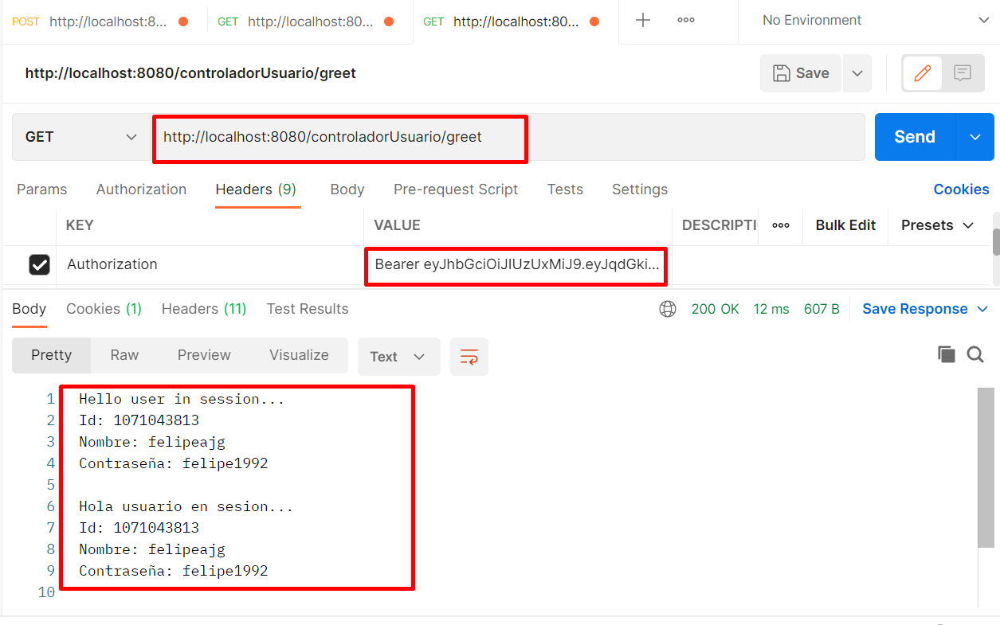 POST http://localhost:8... GET http://localhost:80... GET http://localhost:80... No Environment
http://localhost:8080/controladorUsuario/greet Save
GET http://localhost:8080/controladorUsuario/greet Send
Params Authorization Headers (9) Body Pre-request Script Tests Settings Cookies
KEY VALUE DESCRIPTI Bulk Edit Presets
Authorization Bearer eyJhbGciOiJIUzUxMiJ9.eyJqdGki...
Body Cookies (1) Headers (11) Test Results 200 OK 12 ms 607 B Save Response
Pretty Raw Preview Visualize Text
1 Hello user in session...
2 Id: 1071043813
3 Nombre: felipeajg
4 Contraseña: felipe1992
5
6 Hola usuario en sesion...
7 Id: 1071043813
8 Nombre: felipeajg
9 Contraseña: felipe1992
10